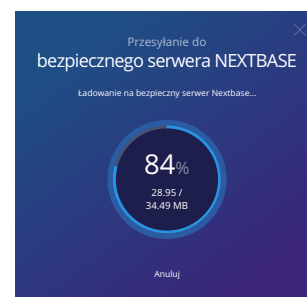 Przesyłanie do
bezpiecznego serwera NEXTBASE
Ładowanie na bezpieczny serwer Nextbase...
84%
28.95 /
34.49 MB
Anuluj